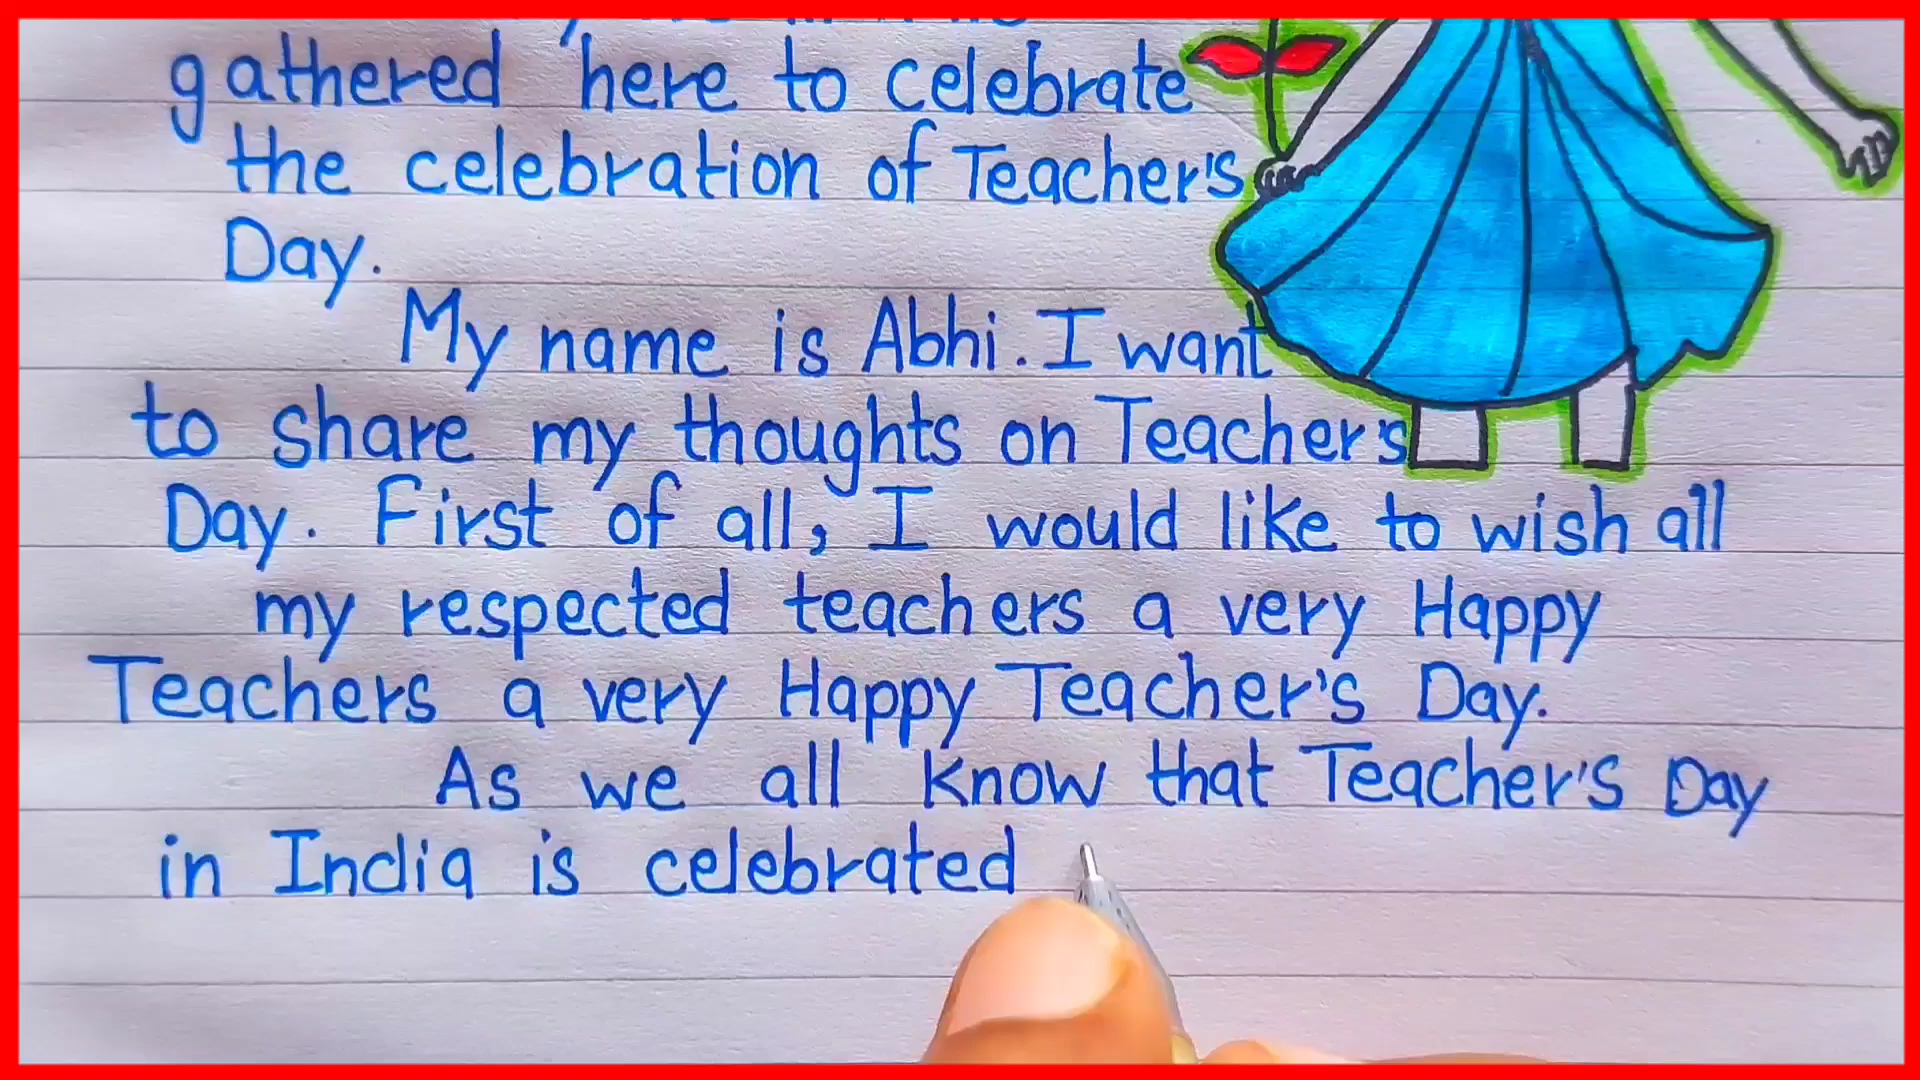 gathered here to celebrate
the celebration of Teacher's
Day.
My name is Abhi. I want
to share my thoughts on Teacher's
Day. First of all, I would like to wish all
my respected teachers a very Happy
Teachers a very Happy Teacher's Day.
As we all know that Teacher's Day
in India is celebrated